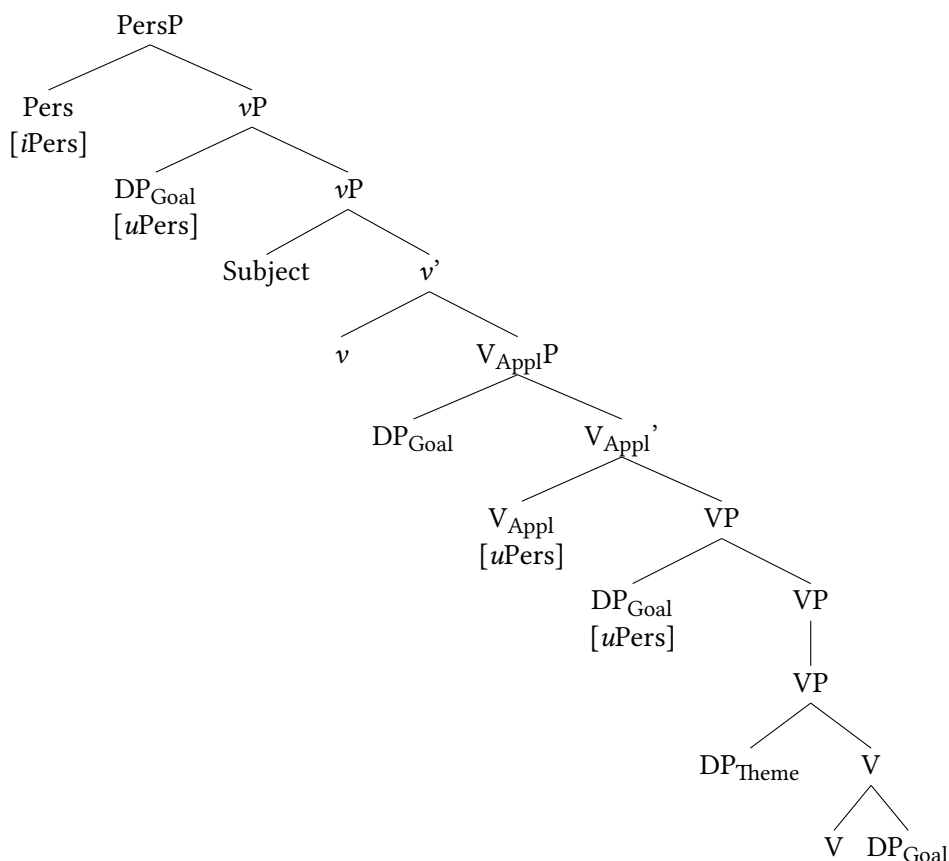 PersP
Pers vP
[iPers]
DPGoal vP
[uPers]
Subject v’
v VApplP
DPGoal VAppl’
VAppl VP
[uPers]
DPGoal VP
[uPers]
VP
DPTheme V
V DPGoal